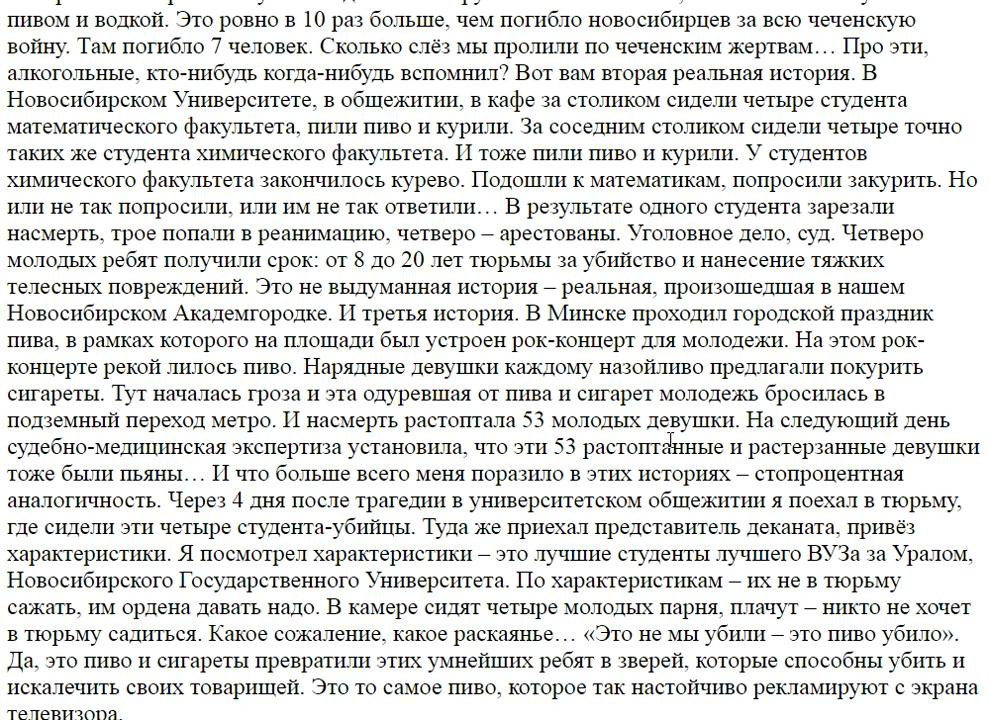 пивом и водкой. Это ровно в 10 раз больше, чем погибло новосибирцев за всю чеченскую
войну. Там погибло 7 человек. Сколько слёз мы пролили по чеченским жертвам… Про эти,
алкогольные, кто-нибудь когда-нибудь вспомнил? Вот вам вторая реальная история. В
Новосибирском Университете, в общежитии, в кафе за столиком сидели четыре студента
математического факультета, пили пиво и курили. За соседним столиком сидели четыре точно
таких же студента химического факультета. И тоже пили пиво и курили. У студентов
химического факультета закончилось курево. Подошли к математикам, попросили закурить. Но
или не так попросили, или им не так ответили… В результате одного студента зарезали
насмерть, трое попали в реанимацию, четверо – арестованы. Уголовное дело, суд. Четверо
молодых ребят получили срок: от 8 до 20 лет тюрьмы за убийство и нанесение тяжких
телесных повреждений. Это не выдуманная история – реальная, произошедшая в нашем
Новосибирском Академгородке. И третья история. В Минске проходил городской праздник
пива, в рамках которого на площади был устроен рок-концерт для молодежи. На этом рок-
концерте рекой лилось пиво. Нарядные девушки каждому назойливо предлагали покурить
сигареты. Тут началась гроза и эта одуревшая от пива и сигарет молодежь бросилась в
подземный переход метро. И насмерть растоптала 53 молодых девушки. На следующий день
судебно-медицинская экспертиза установила, что эти 53 растоптанные и растерзанные девушки
тоже были пьяны… И что больше всего меня поразило в этих историях – стопроцентная
аналогичность. Через 4 дня после трагедии в университетском общежитии я поехал в тюрьму,
где сидели эти четыре студента-убийцы. Туда же приехал представитель деканата, привёз
характеристики. Я посмотрел характеристики – это лучшие студенты лучшего ВУЗа за Уралом,
Новосибирского Государственного Университета. По характеристикам – их не в тюрьму
сажать, им ордена давать надо. В камере сидят четыре молодых парня, плачут – никто не хочет
в тюрьму садиться. Какое сожаление, какое раскаянье… «Это не мы убили – это пиво убило».
Да, это пиво и сигареты превратили этих умнейших ребят в зверей, которые способны убить и
искалечить своих товарищей. Это то самое пиво, которое так настойчиво рекламируют с экрана
телевизора.